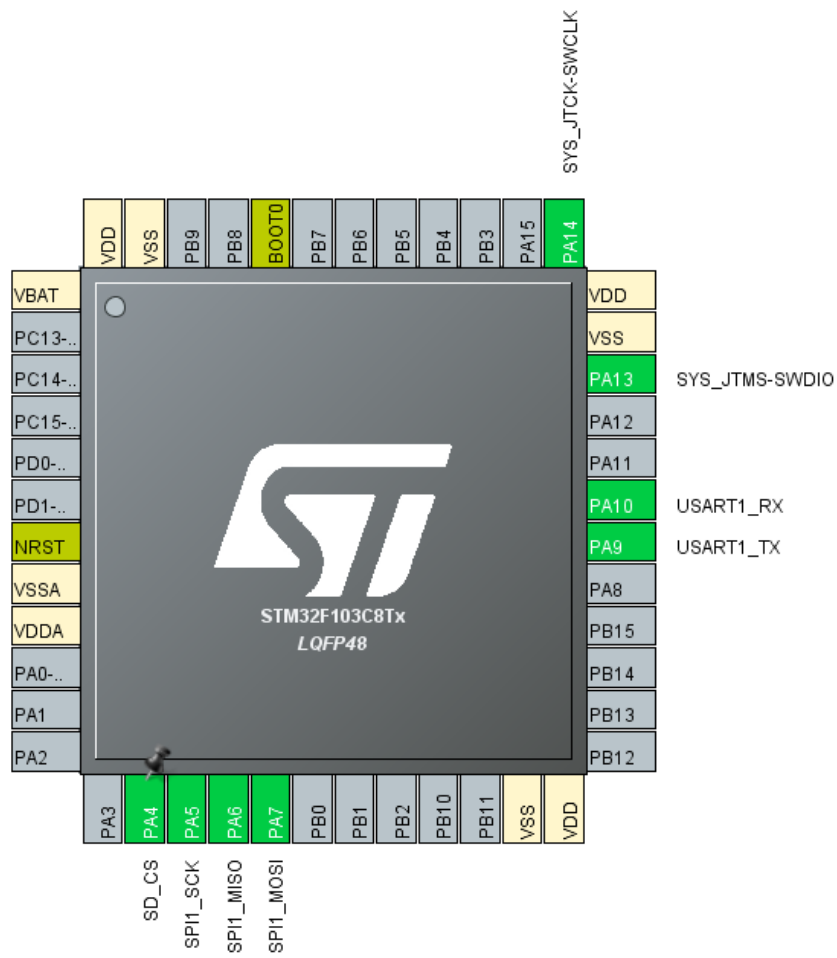 SYS_JTCK-SWCLK
VDD
VSS
PB9
PB8
BOOT0
PB7
PB6
PB5
PB4
PB3
PA15
PA14
VBAT
PC13-..
PC14-..
PC15-..
PD0-..
PD1-..
NRST
VSSA
VDDA
PA0-..
PA1
PA2
VDD
VSS
PA13 SYS_JTMS-SWDIO
PA12
PA11
PA10 USART1_RX
PA9 USART1_TX
PA8
PB15
PB14
PB13
PB12
ST
STM32F103C8Tx
LQFP48
PA3
PA4
PA5
PA6
PA7
PB0
PB1
PB2
PB10
PB11
VSS
VDD
SD_CS
SPI1_SCK
SPI1_MISO
SPI1_MOSI